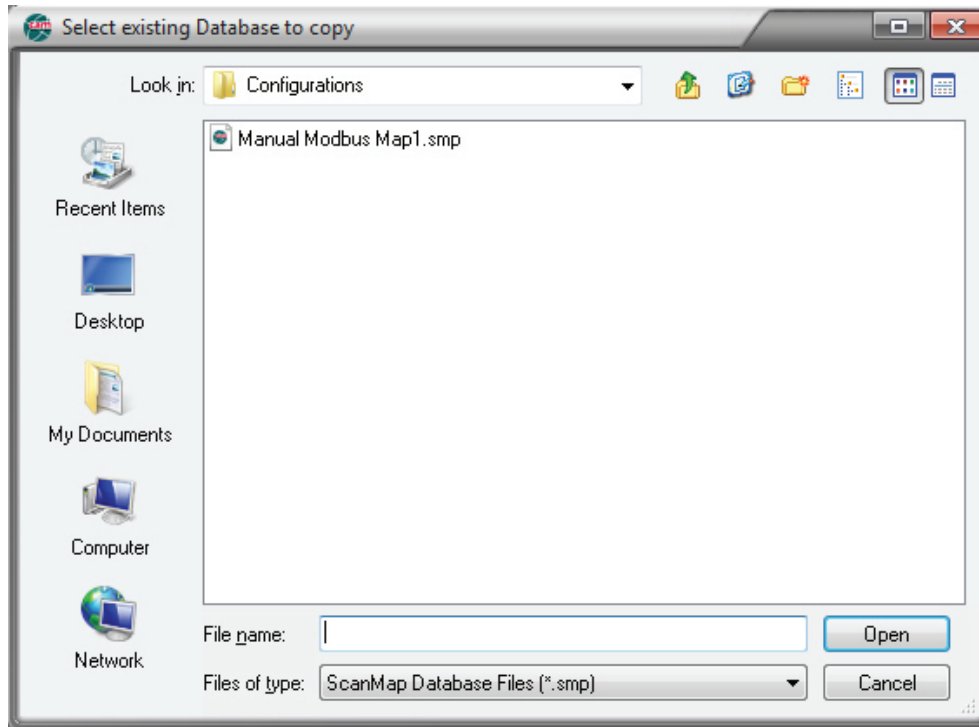 Select existing Database to copy
Look in: Configurations
Manual Modbus Map1.smp
Recent Items
Desktop
My Documents
Computer
Network
File name: Open
Files of type: ScanMap Database Files (*.smp) Cancel